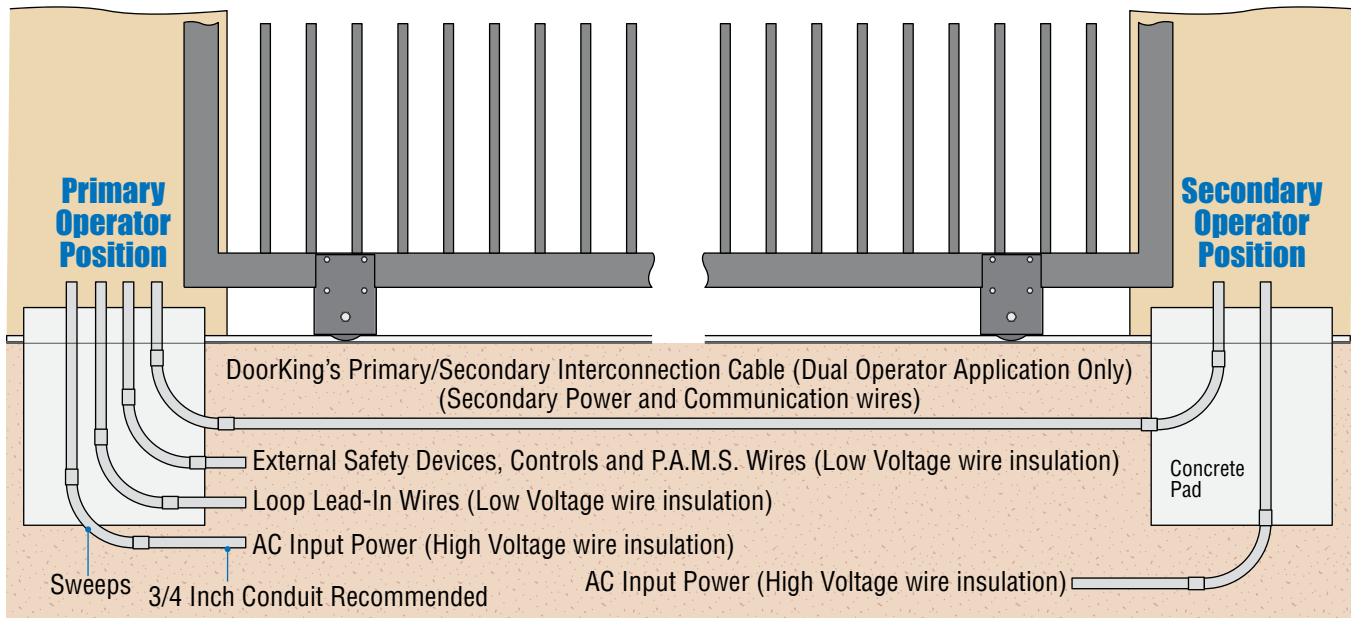 Primary
Operator
Position
Secondary
Operator
Position
DoorKing's Primary/Secondary Interconnection Cable (Dual Operator Application Only)
(Secondary Power and Communication wires)
External Safety Devices, Controls and P.A.M.S. Wires (Low Voltage wire insulation)
Concrete
Pad
Loop Lead-In Wires (Low Voltage wire insulation)
AC Input Power (High Voltage wire insulation)
AC Input Power (High Voltage wire insulation)
Sweeps
3/4 Inch Conduit Recommended